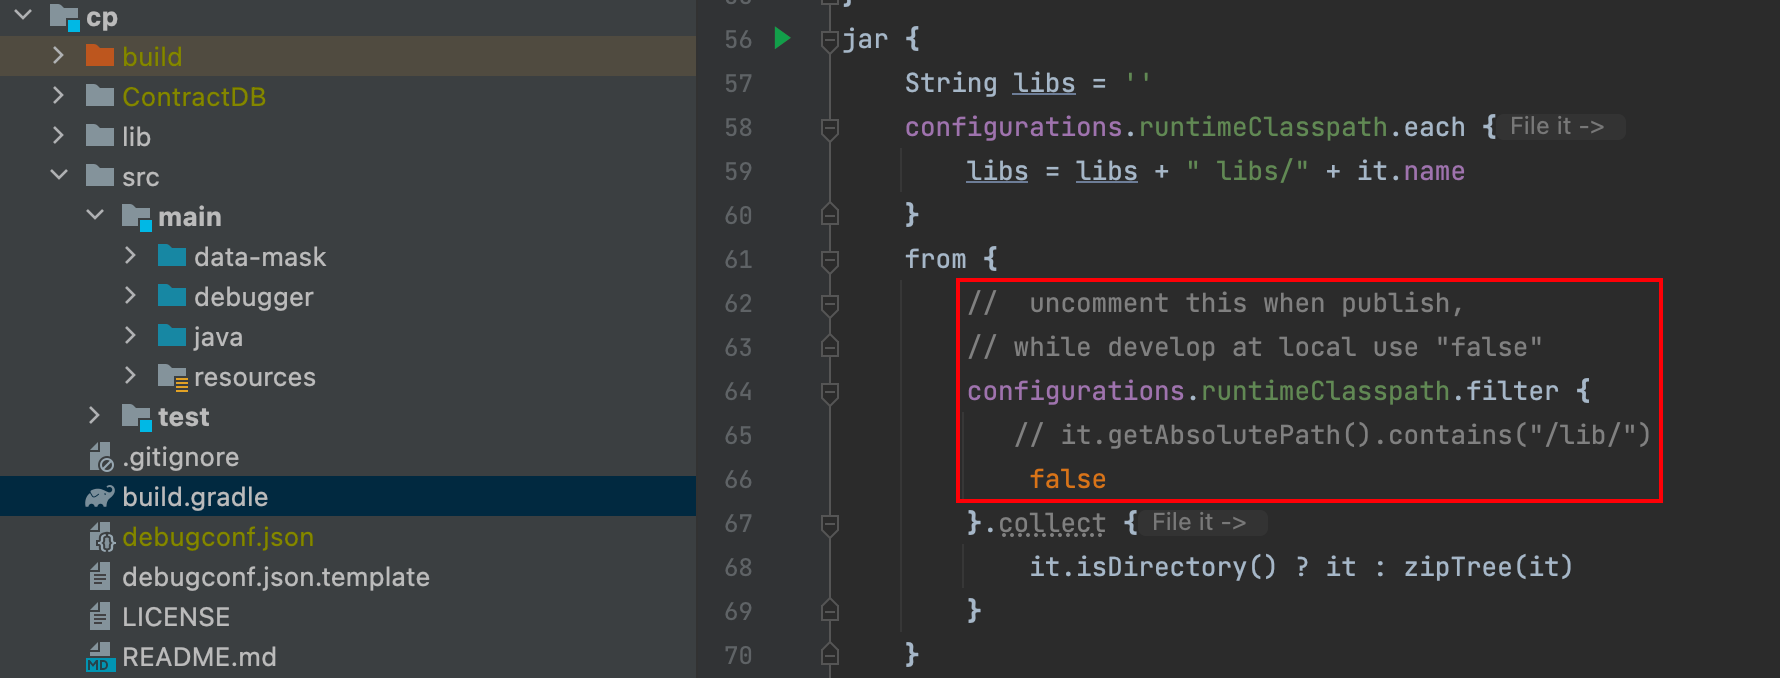 cp
build
ContractDB
lib
src
main
data-mask
debugger
java
resources
test
.gitignore
build.gradle
debugconf.json
debugconf.json.template
LICENSE
MD README.md
56 jar {
57 String libs = ''
58 configurations.runtimeClasspath.each { File it ->
59 libs = libs + " libs/" + it.name
60 }
61 from {
62 //  uncomment this when publish,
63 // while develop at local use "false"
64 configurations.runtimeClasspath.filter {
65 // it.getAbsolutePath().contains("/lib/")
66 false
67 }.collect { File it ->
68 it.isDirectory() ? it : zipTree(it)
69 }
70 }